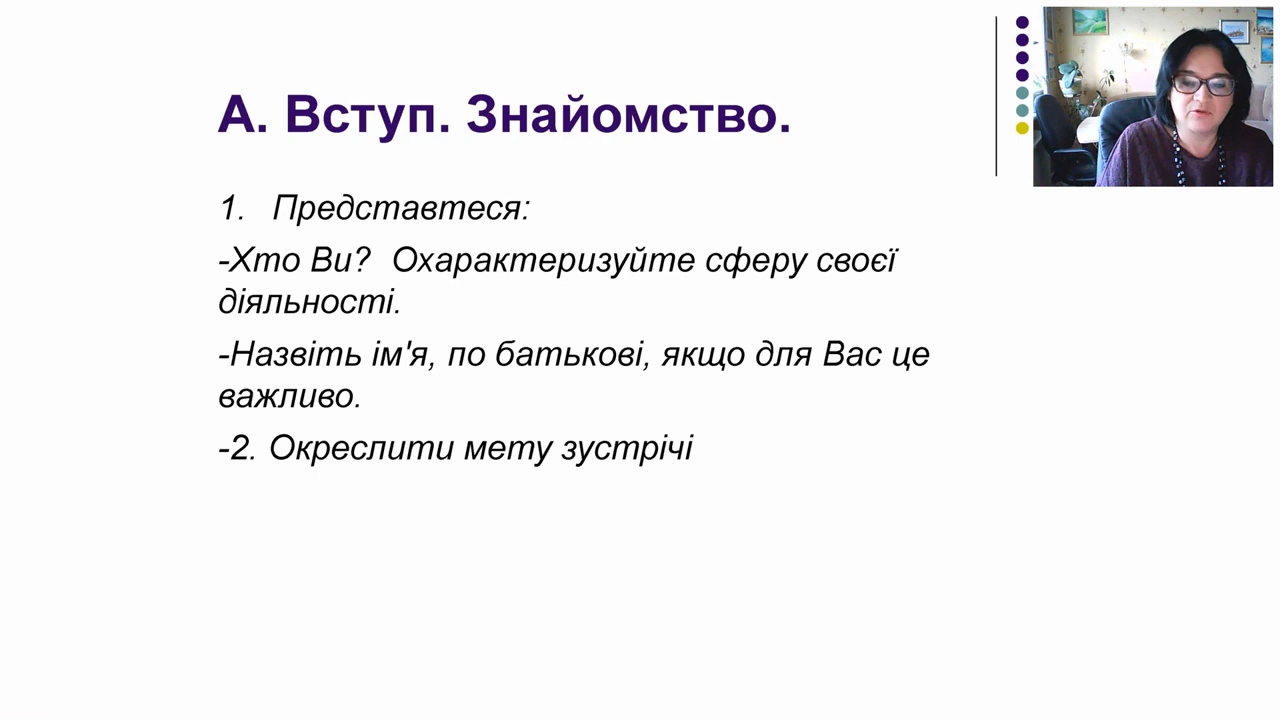 А. Вступ. Знайомство.
1. Представтеся:
-Хто Ви? Охарактеризуйте сферу своєї
діяльності.
-Назвіть ім'я, по батькові, якщо для Вас це
важливо.
-2. Окреслити мету зустрічі